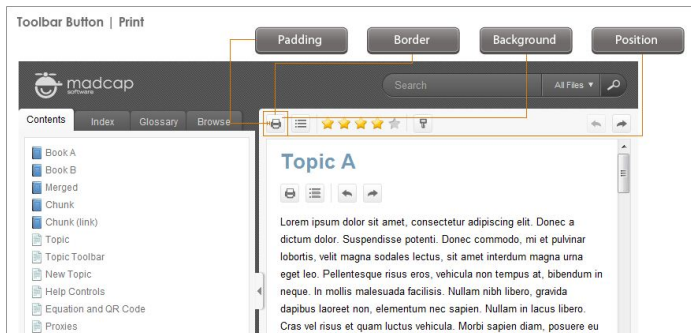 Toolbar Button | Print
Padding
Border
Background
Position
madcap
software
Search
All Files
Contents
Index
Glossary
Browse
Book A
Book B
Merged
Chunk
Chunk (link)
Topic
Topic Toolbar
New Topic
Help Controls
Equation and QR Code
Proxies
Topic A
Lorem ipsum dolor sit amet, consectetur adipiscing elit. Donec a
dictum dolor. Suspendisse potenti. Donec commodo, mi et pulvinar
lobortis, velit magna sodales lectus, sit amet interdum magna urna
eget leo. Pellentesque risus eros, vehicula non tempus at, bibendum in
neque. In mollis malesuada facilisis. Nullam nibh libero, gravida
dapibus laoreet non, elementum nec sapien. Nullam in lacus libero.
Cras vel risus et quam luctus vehicula. Morbi sapien diam, posuere eu